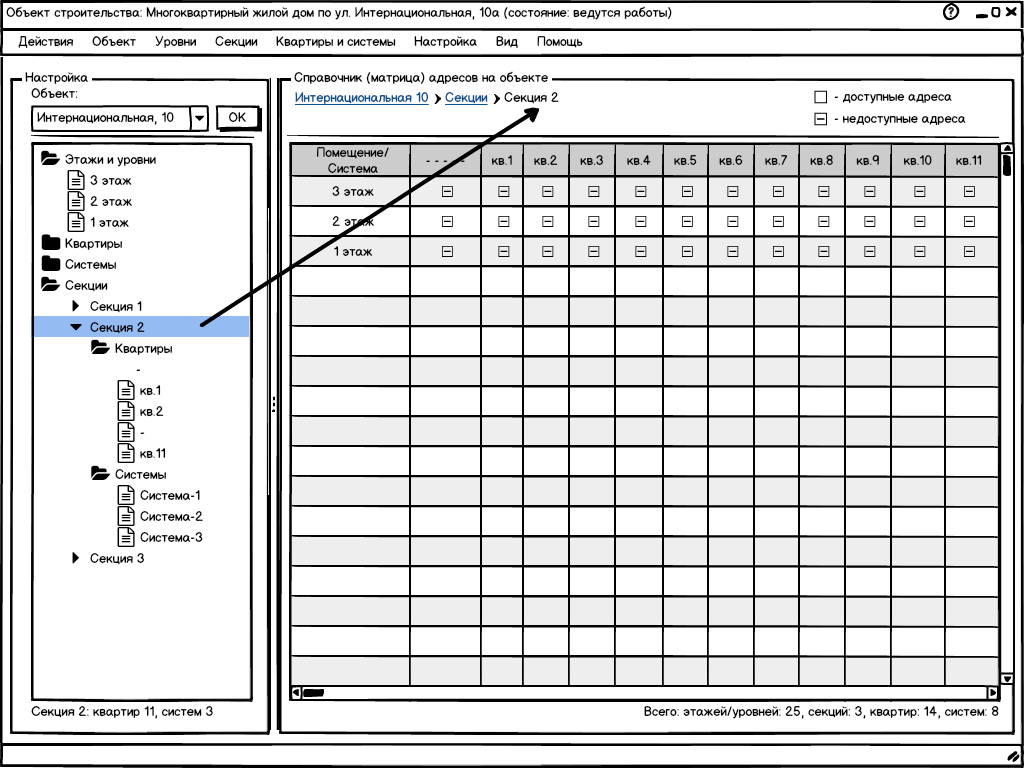 Объект строительства: Многоквартирный жилой дом по ул. Интернациональная, 10а (состояние: ведутся работы)
?
Действия Объект Уровни Секции Квартиры и системы Настройка Вид Помощь
Настройка
Объект:
Интернациональная, 10 OK
Этажи и уровни
3 этаж
2 этаж
1 этаж
Квартиры
Системы
Секции
Секция 1
Секция 2
Квартиры
-
кв.1
кв.2
-
кв.11
Системы
Система-1
Система-2
Система-3
Секция 3
Секция 2: квартир 11, систем 3
Справочник (матрица) адресов на объекте
Интернациональная 10 Секции Секция 2
- доступные адреса
- недоступные адреса
Помещение/
Система
- - - - - кв.1 кв.2 кв.3 кв.4 кв.5 кв.6 кв.7 кв.8 кв.9 кв.10 кв.11
3 этаж
2 этаж
1 этаж
Всего: этажей/уровней: 25, секций: 3, квартир: 14, систем: 8